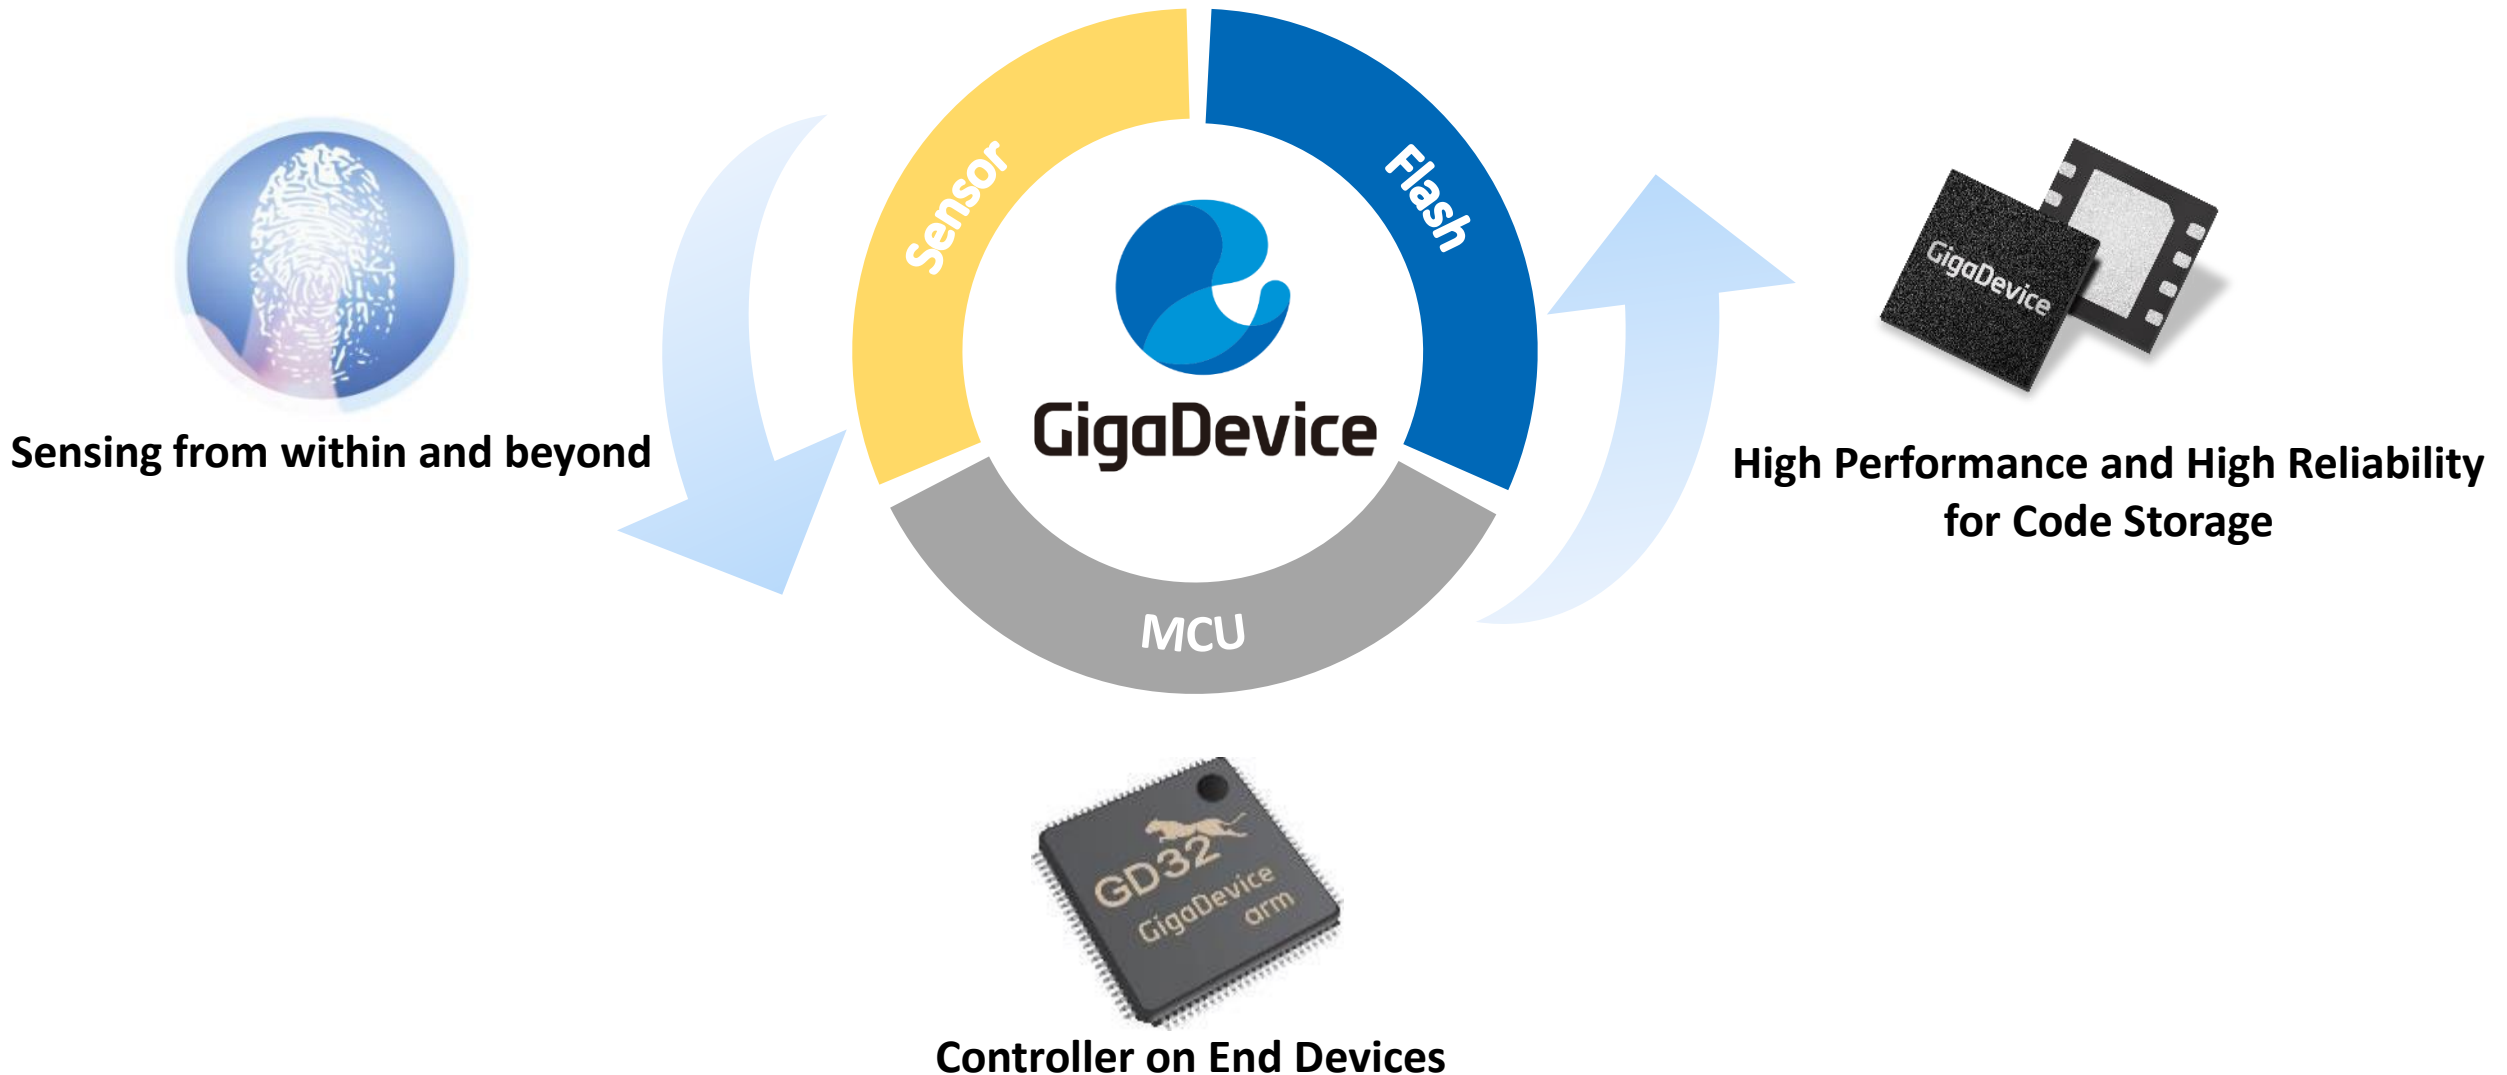 Sensor
Flash
GigaDevice
MCU
Sensing from within and beyond
GigaDevice
High Performance and High Reliability
for Code Storage
GD32
GigaDevice
arm
Controller on End Devices